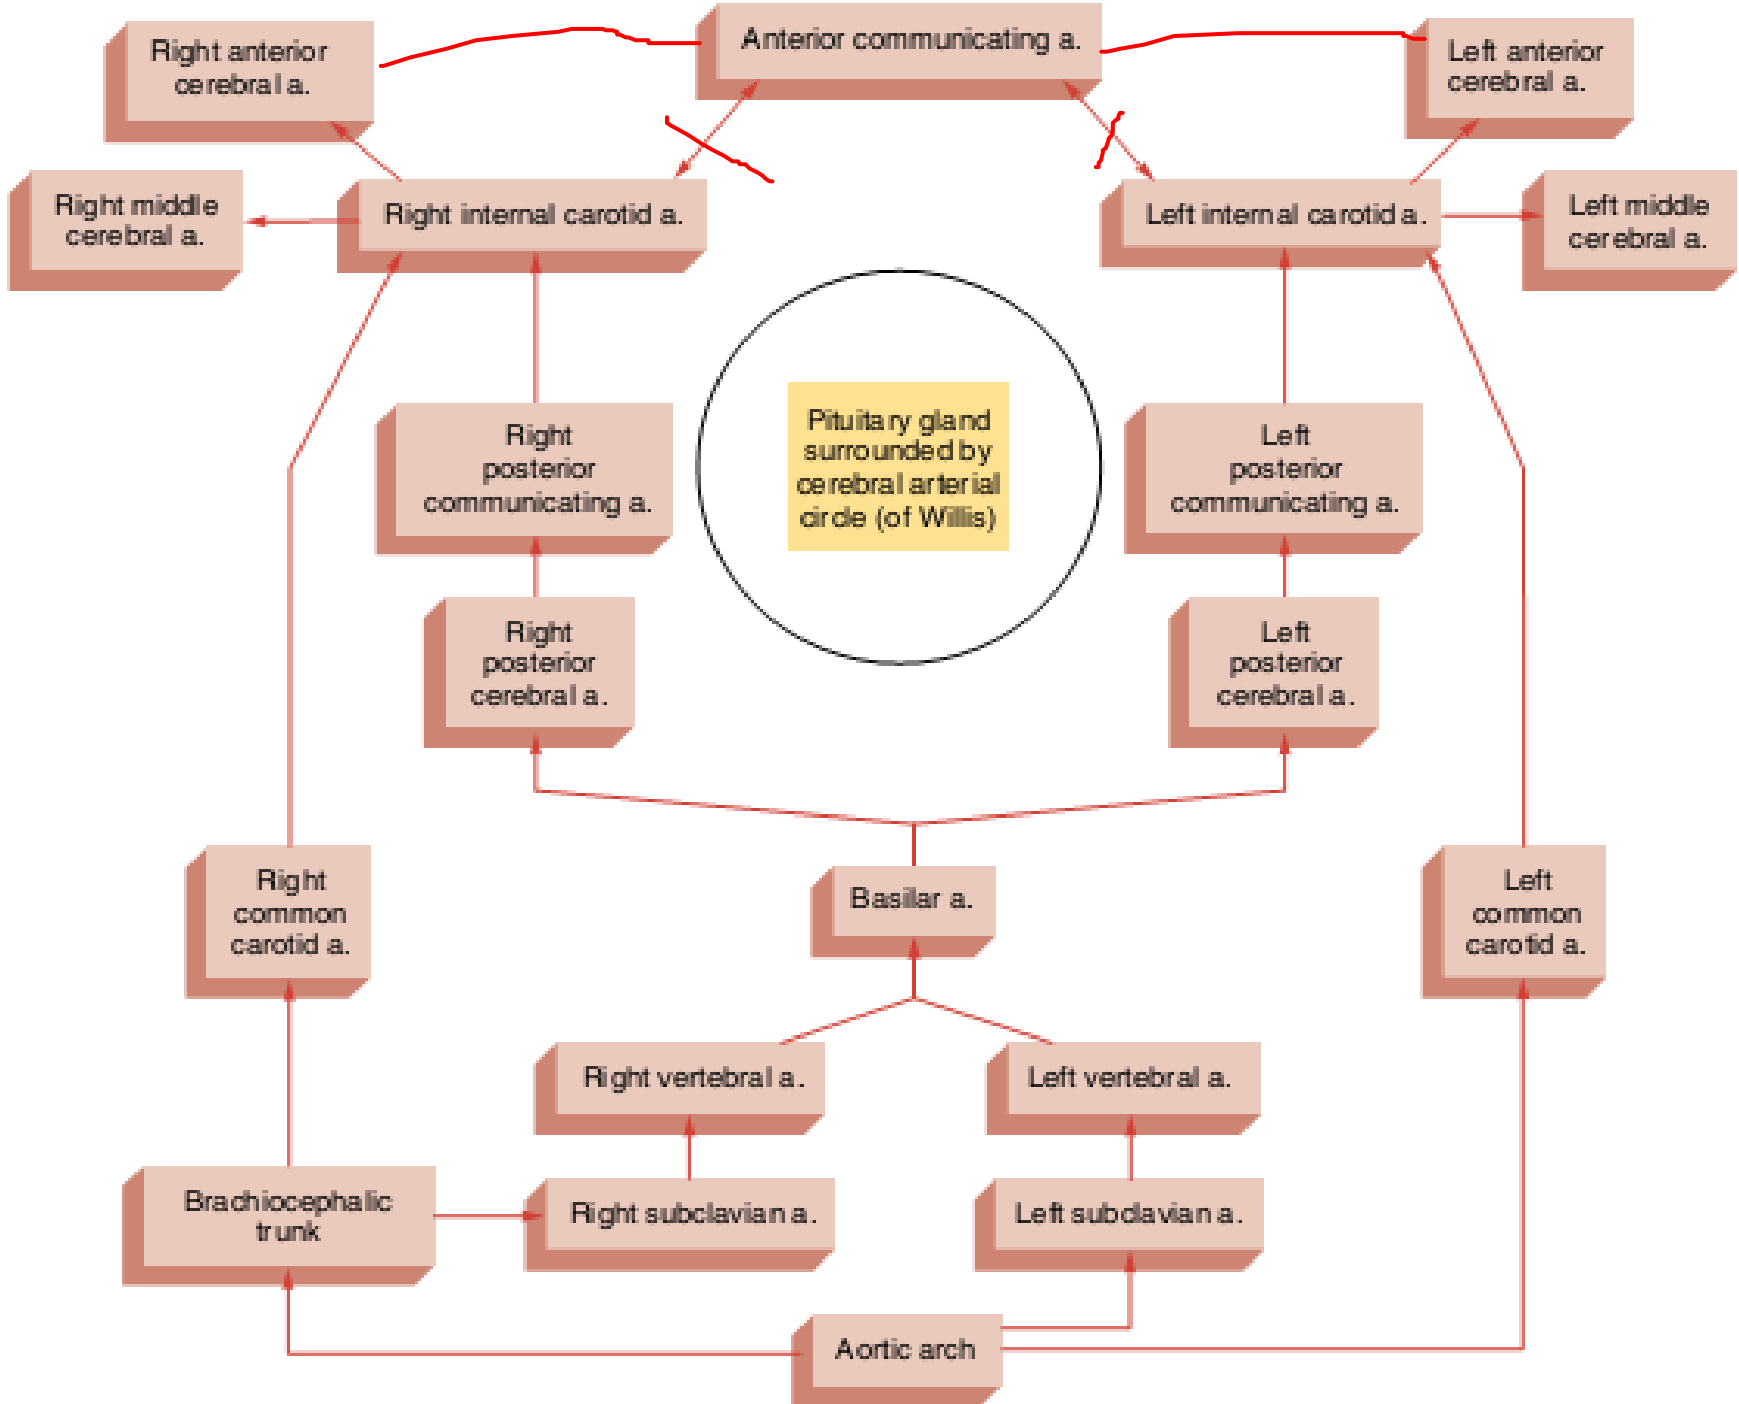 Right anterior
cerebral a.
Anterior communicating a.
Left anterior
cerebral a.
Right middle
cerebral a.
Right internal carotid a.
Left internal carotid a.
Left middle
cerebral a.
Right
posterior
communicating a.
Pituitary gland
surrounded by
cerebral arterial
circle (of Willis)
Left
posterior
communicating a.
Right
posterior
cerebral a.
Left
posterior
cerebral a.
Right
common
carotid a.
Basilar a.
Left
common
carotid a.
Right vertebral a.
Left vertebral a.
Brachiocephalic
trunk
Right subclavian a.
Left subclavian a.
Aortic arch